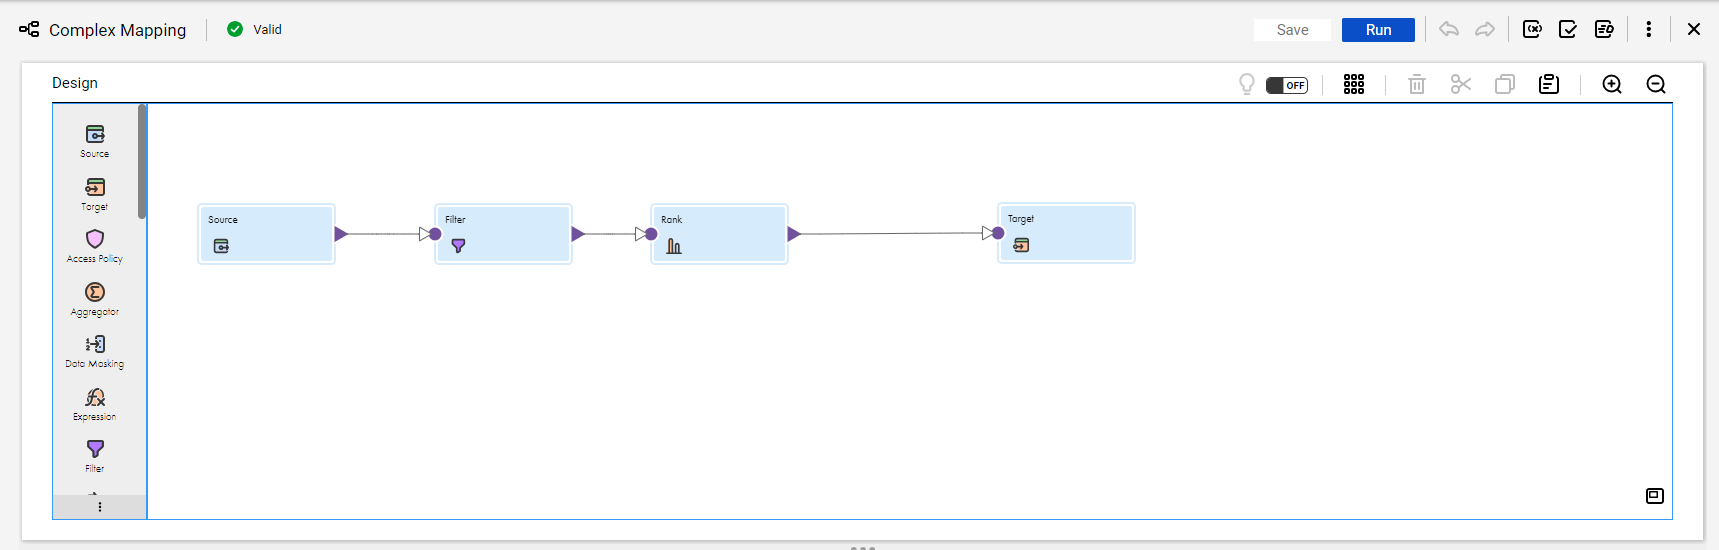 Complex Mapping
Valid
Save
Run
Design
OFF
Source
Target
Access Policy
Aggregator
Data Masking
Expression
Filter
Source
Filter
Rank
Target